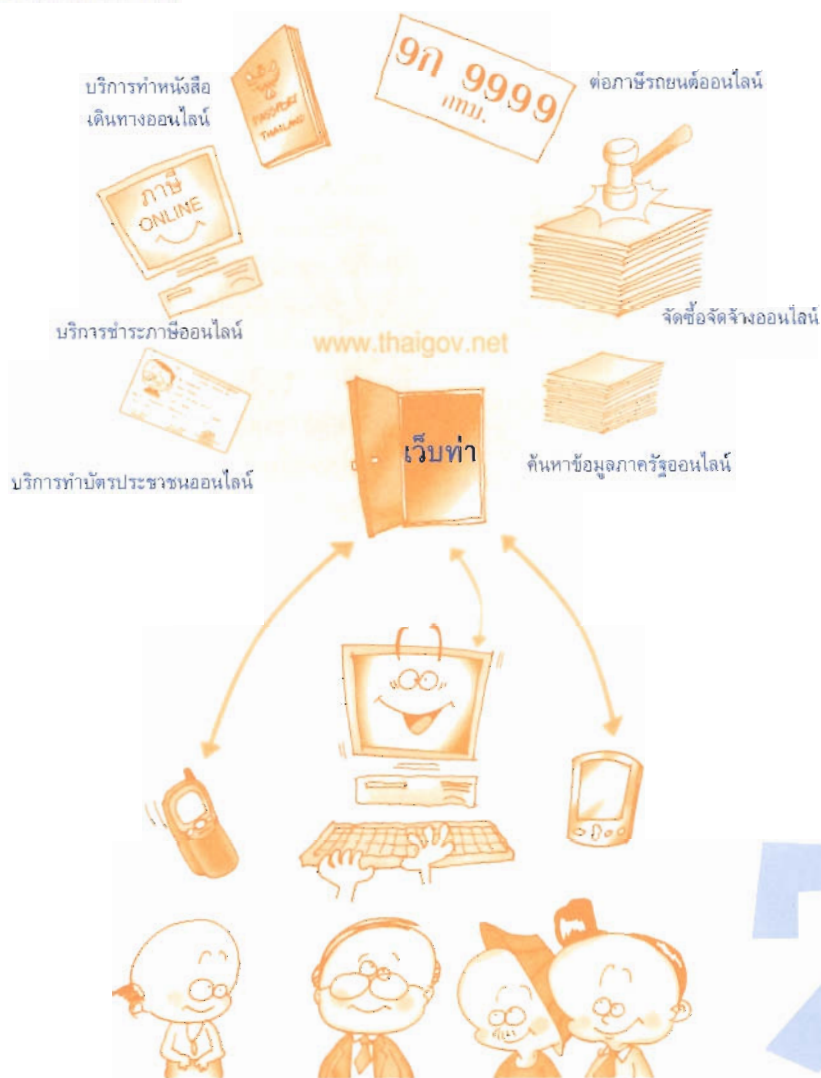 บริการทำหนังสือ
เดินทางออนไลน์
PASSPORT
THAILAND
9ก 9999
กทม.
ต่อภาษีรถยนต์ออนไลน์
ภาษี
ONLINE
บริการชำระภาษีออนไลน์
จัดซื้อจัดจ้างออนไลน์
www.thaigov.net
เว็บท่า
บริการทำบัตรประชาชนออนไลน์
ค้นหาข้อมูลภาครัฐออนไลน์
2